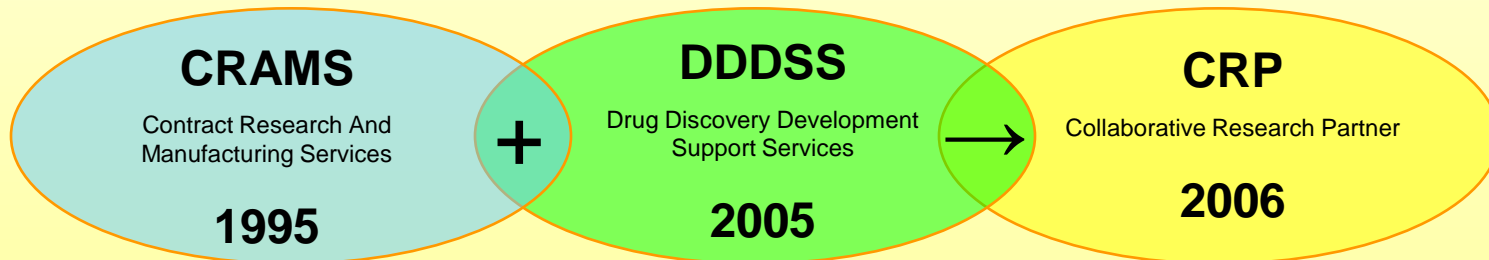 CRAMS
Contract Research And
Manufacturing Services
1995
+
DDDSS
Drug Discovery Development
Support Services
2005
→
CRP
Collaborative Research Partner
2006